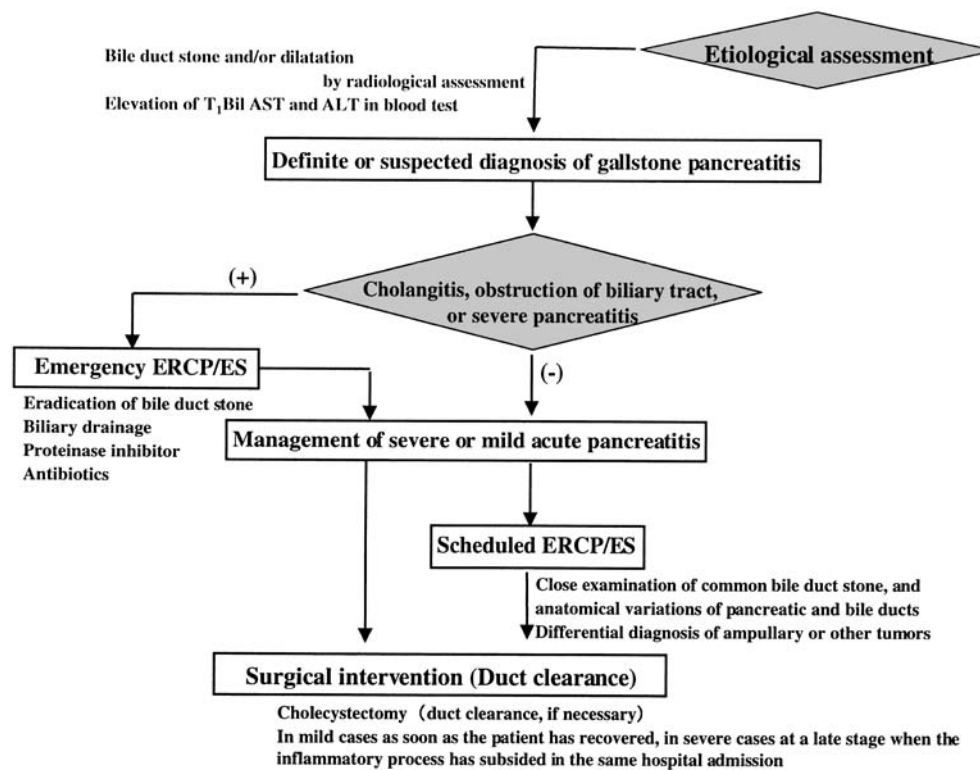 Etiological assessment
Bile duct stone and/or dilatation
by radiological assessment
Elevation of T₁Bil AST and ALT in blood test
Definite or suspected diagnosis of gallstone pancreatitis
(+)
Cholangitis, obstruction of biliary tract,
or severe pancreatitis
(-)
Emergency ERCP/ES
Eradication of bile duct stone
Biliary drainage
Proteinase inhibitor
Antibiotics
Management of severe or mild acute pancreatitis
Scheduled ERCP/ES
Close examination of common bile duct stone, and
anatomical variations of pancreatic and bile ducts
Differential diagnosis of ampullary or other tumors
Surgical intervention (Duct clearance)
Cholecystectomy (duct clearance, if necessary)
In mild cases as soon as the patient has recovered, in severe cases at a late stage when the
inflammatory process has subsided in the same hospital admission